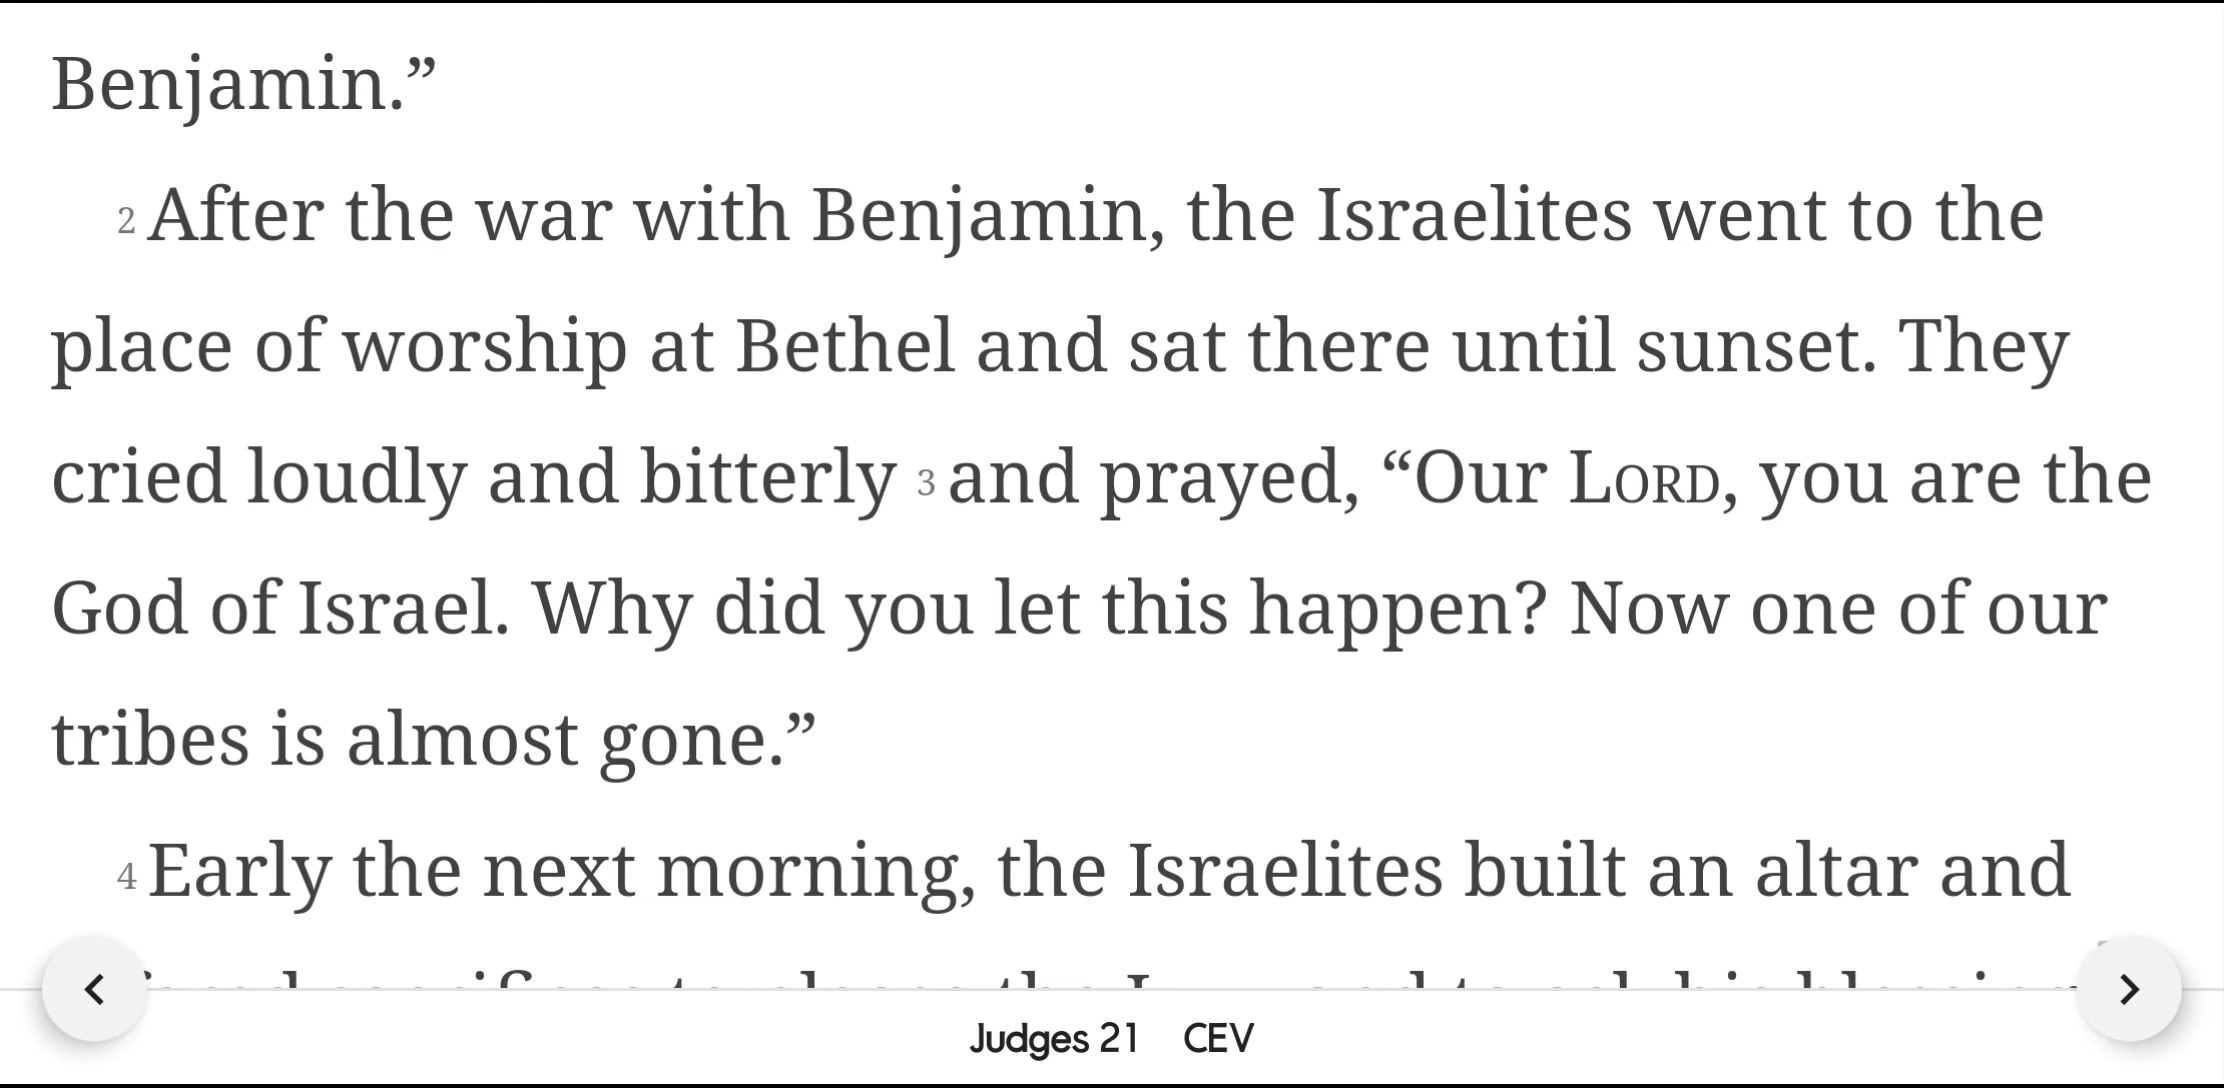 Benjamin.”
2 After the war with Benjamin, the Israelites went to the
place of worship at Bethel and sat there until sunset. They
cried loudly and bitterly 3 and prayed, “Our LORD, you are the
God of Israel. Why did you let this happen? Now one of our
tribes is almost gone.”
4 Early the next morning, the Israelites built an altar and
Judges 21 CEV